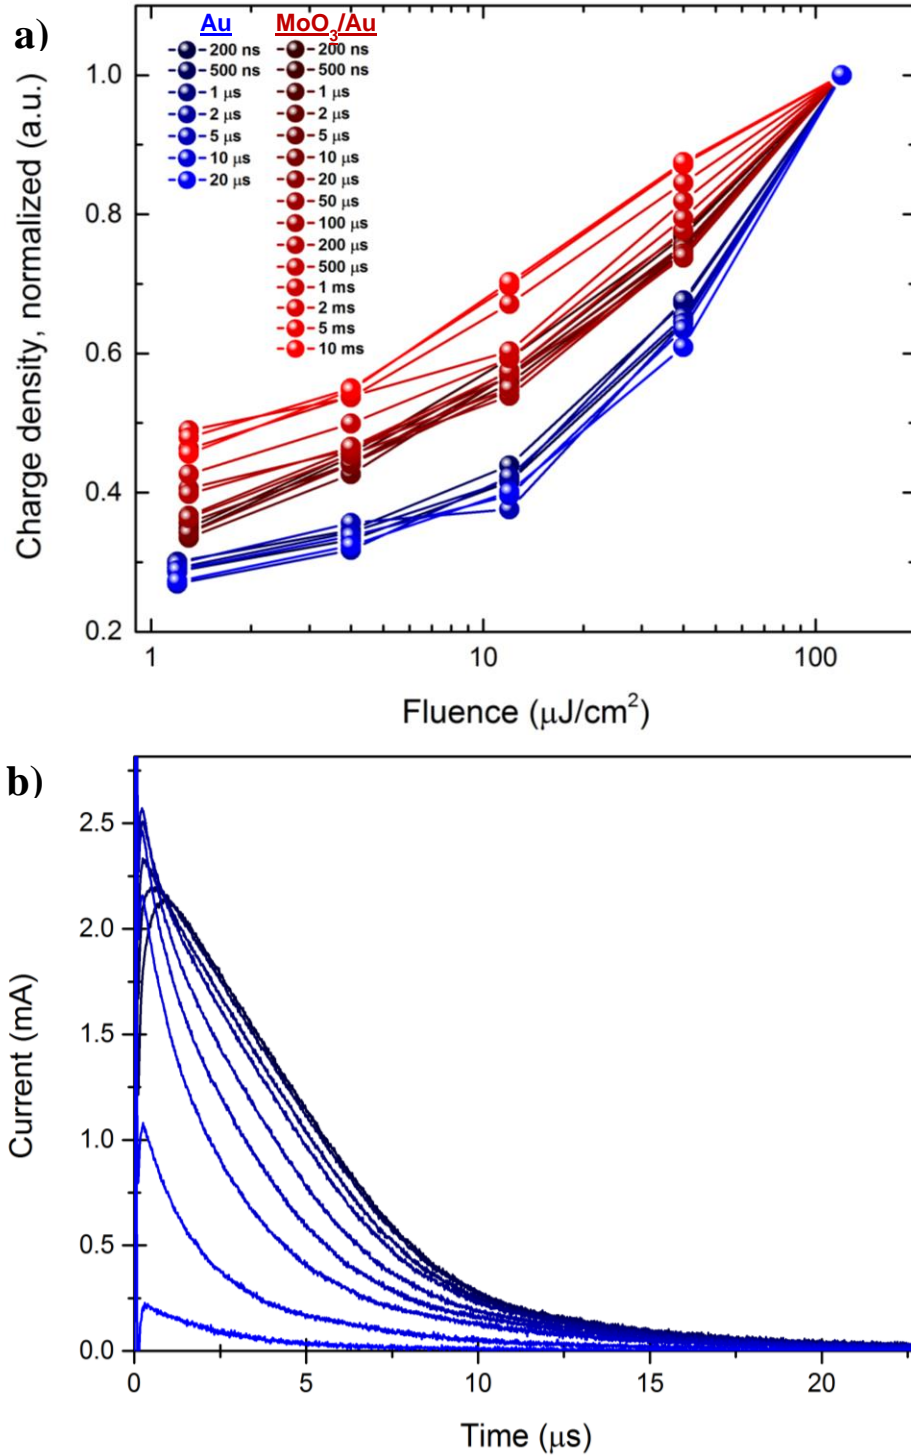 a)
Au MoO3/Au
200 ns 200 ns
500 ns 500 ns
1 μs 1 μs
2 μs 2 μs
5 μs 5 μs
10 μs 10 μs
20 μs 20 μs
50 μs
100 μs
200 μs
500 μs
1 ms
2 ms
5 ms
10 ms
Charge density, normalized (a.u.)
1.0
0.8
0.6
0.4
0.2
1 10 100
Fluence (μJ/cm²)
b)
Current (mA)
2.5
2.0
1.5
1.0
0.5
0.0
0 5 10 15 20
Time (μs)